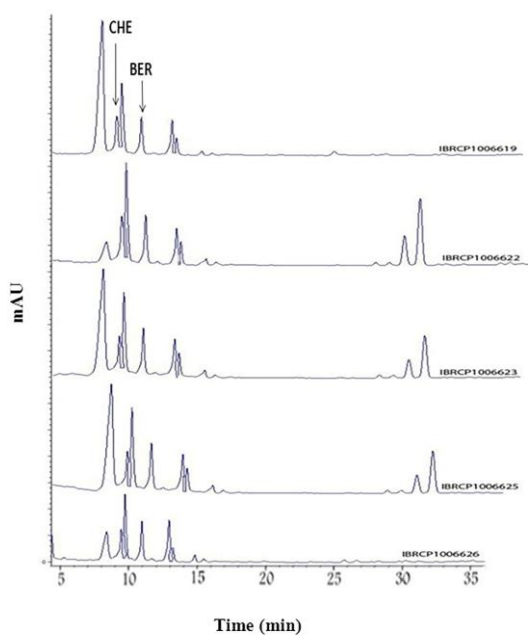 CHE
BER
IBRCP1006619
IBRCP1006622
IBRCP1006623
IBRCP1006625
IBRCP1006626
mAU
5 10 15 20 25 30 35
Time (min)